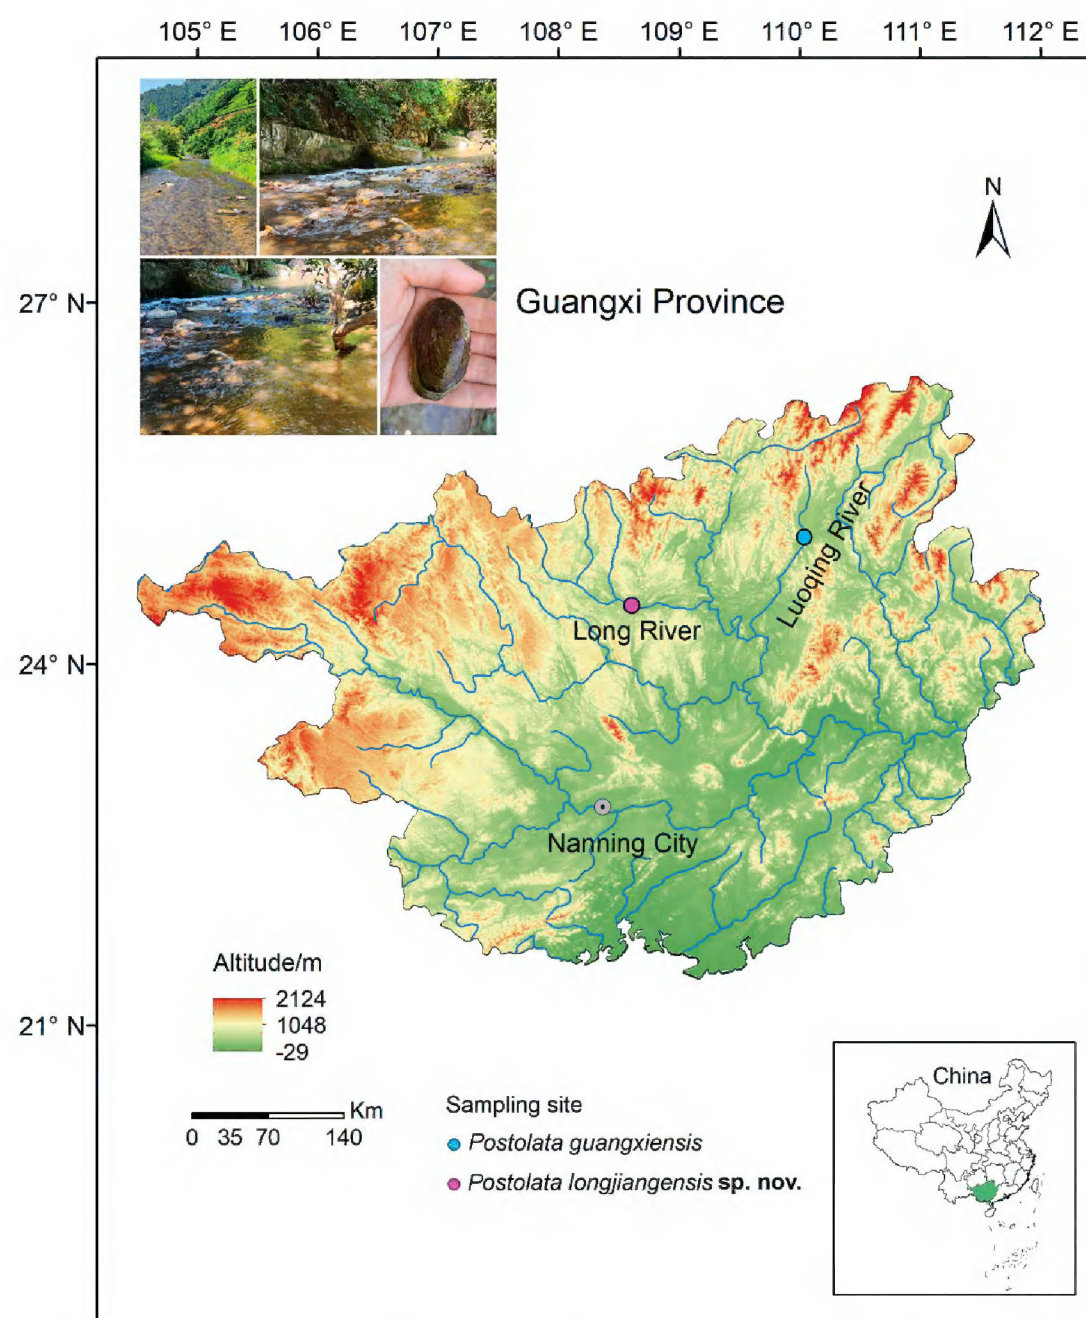 105° E 106° E 107° E 108° E 109° E 110° E 111° E 112° E
N
27° N
Guangxi Province
Luoqing River
Long River
24° N
Nanning City
Altitude/m
2124
1048
-29
21° N
China
Km
0 35 70 140
Sampling site
Postolata guangxiensis
Postolata longjiangensis sp. nov.